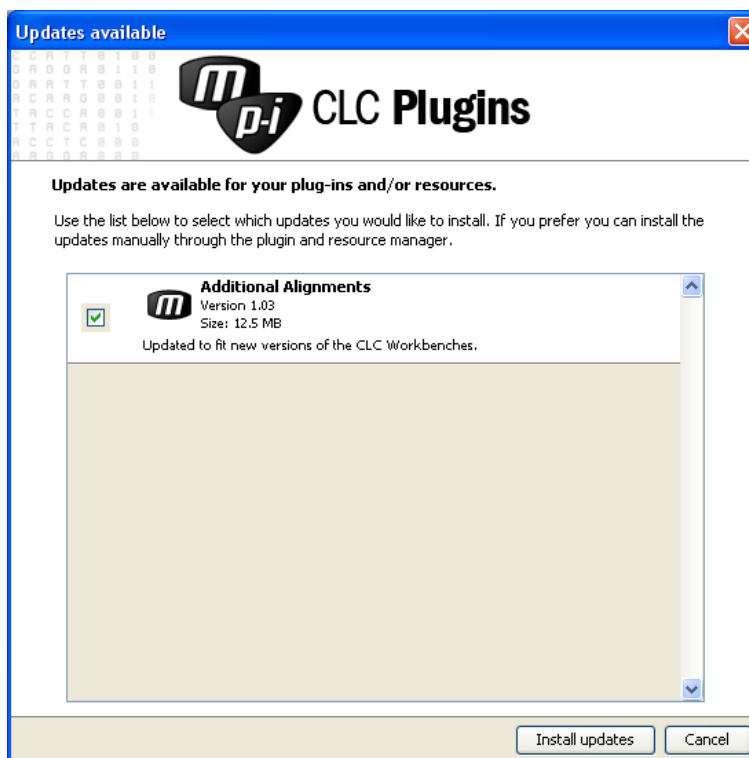 Updates available
CLC Plugins
Updates are available for your plug-ins and/or resources.
Use the list below to select which updates you would like to install. If you prefer you can install the
updates manually through the plugin and resource manager.
Additional Alignments
Version 1.03
Size: 12.5 MB
Updated to fit new versions of the CLC Workbenches.
Install updates
Cancel